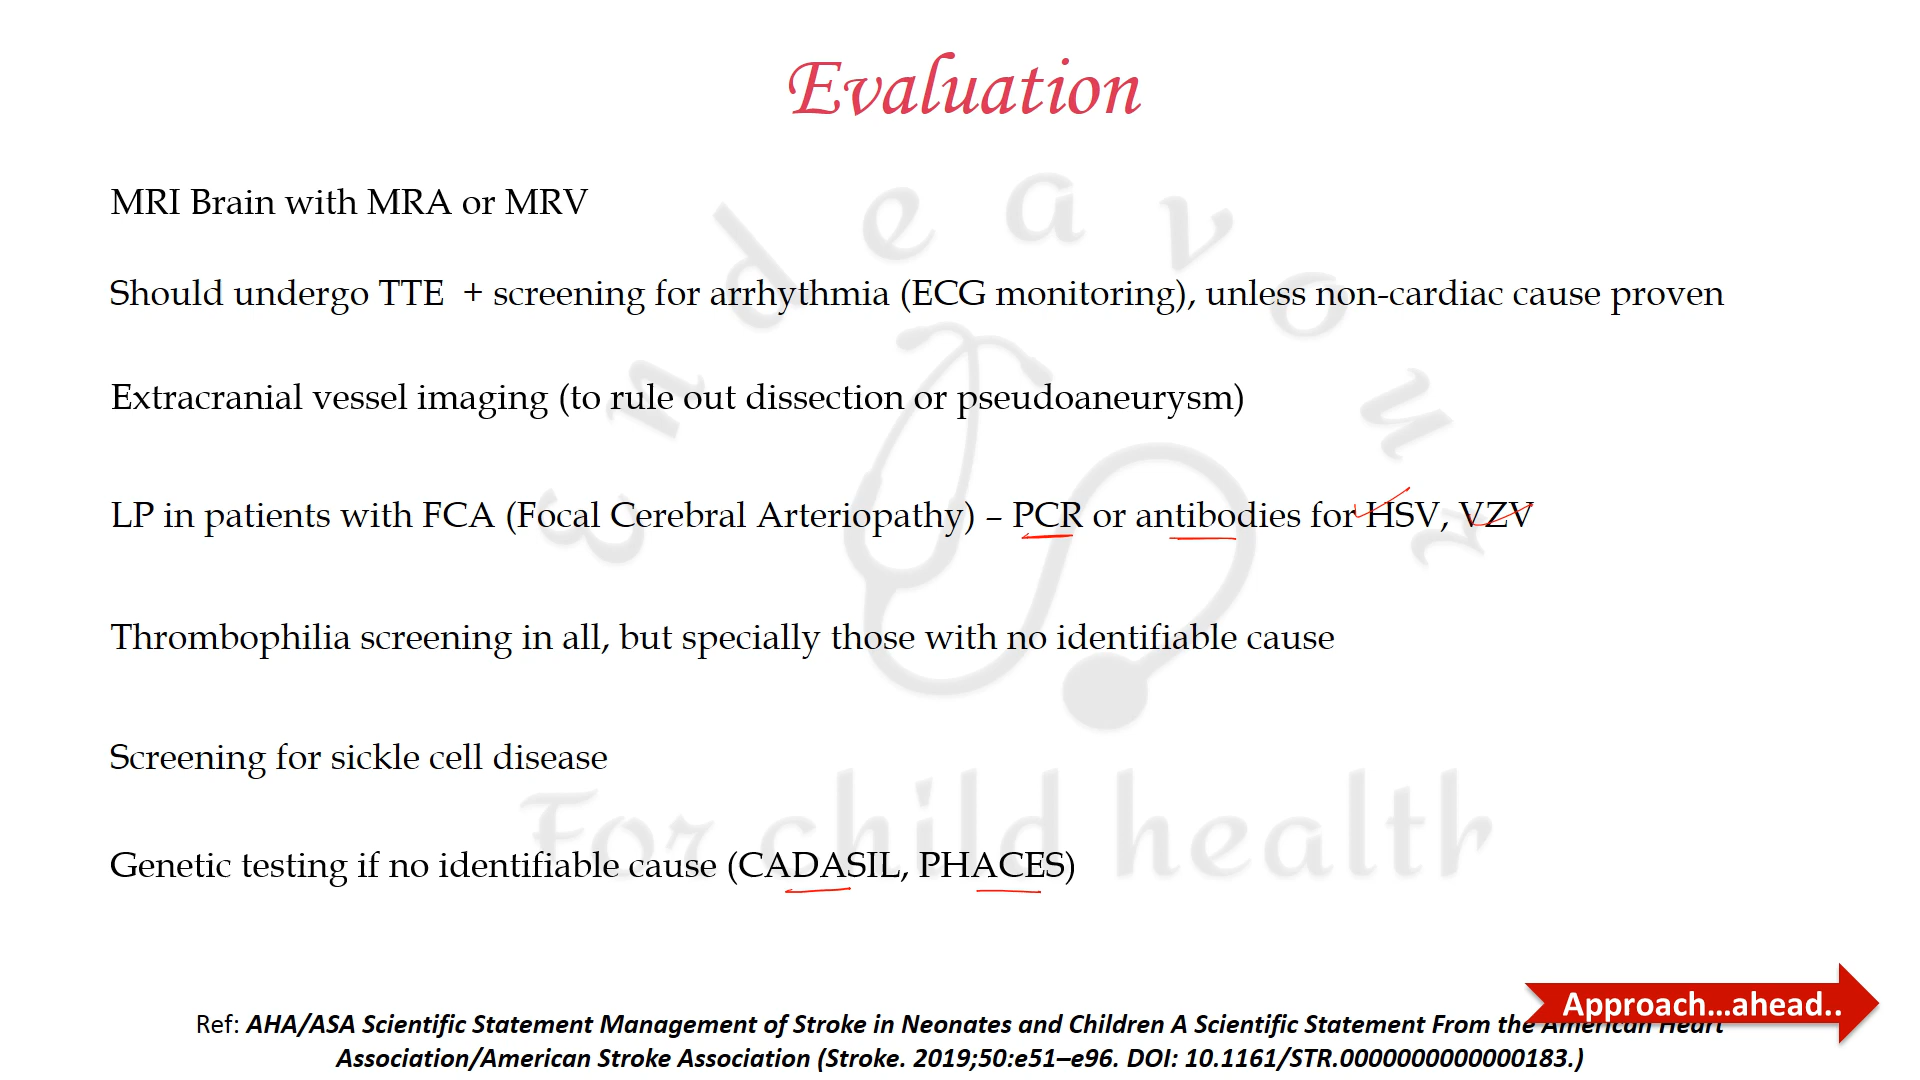 Evaluation
MRI Brain with MRA or MRV
Should undergo TTE + screening for arrhythmia (ECG monitoring), unless non-cardiac cause proven
Extracranial vessel imaging (to rule out dissection or pseudoaneurysm)
LP in patients with FCA (Focal Cerebral Arteriopathy) – PCR or antibodies for HSV, VZV
Thrombophilia screening in all, but specially those with no identifiable cause
Screening for sickle cell disease
Genetic testing if no identifiable cause (CADASIL, PHACES)
Approach...ahead..
Ref: AHA/ASA Scientific Statement Management of Stroke in Neonates and Children A Scientific Statement From the American Heart
Association/American Stroke Association (Stroke. 2019;50:e51–e96. DOI: 10.1161/STR.0000000000000183.)
Endeavour
For child health